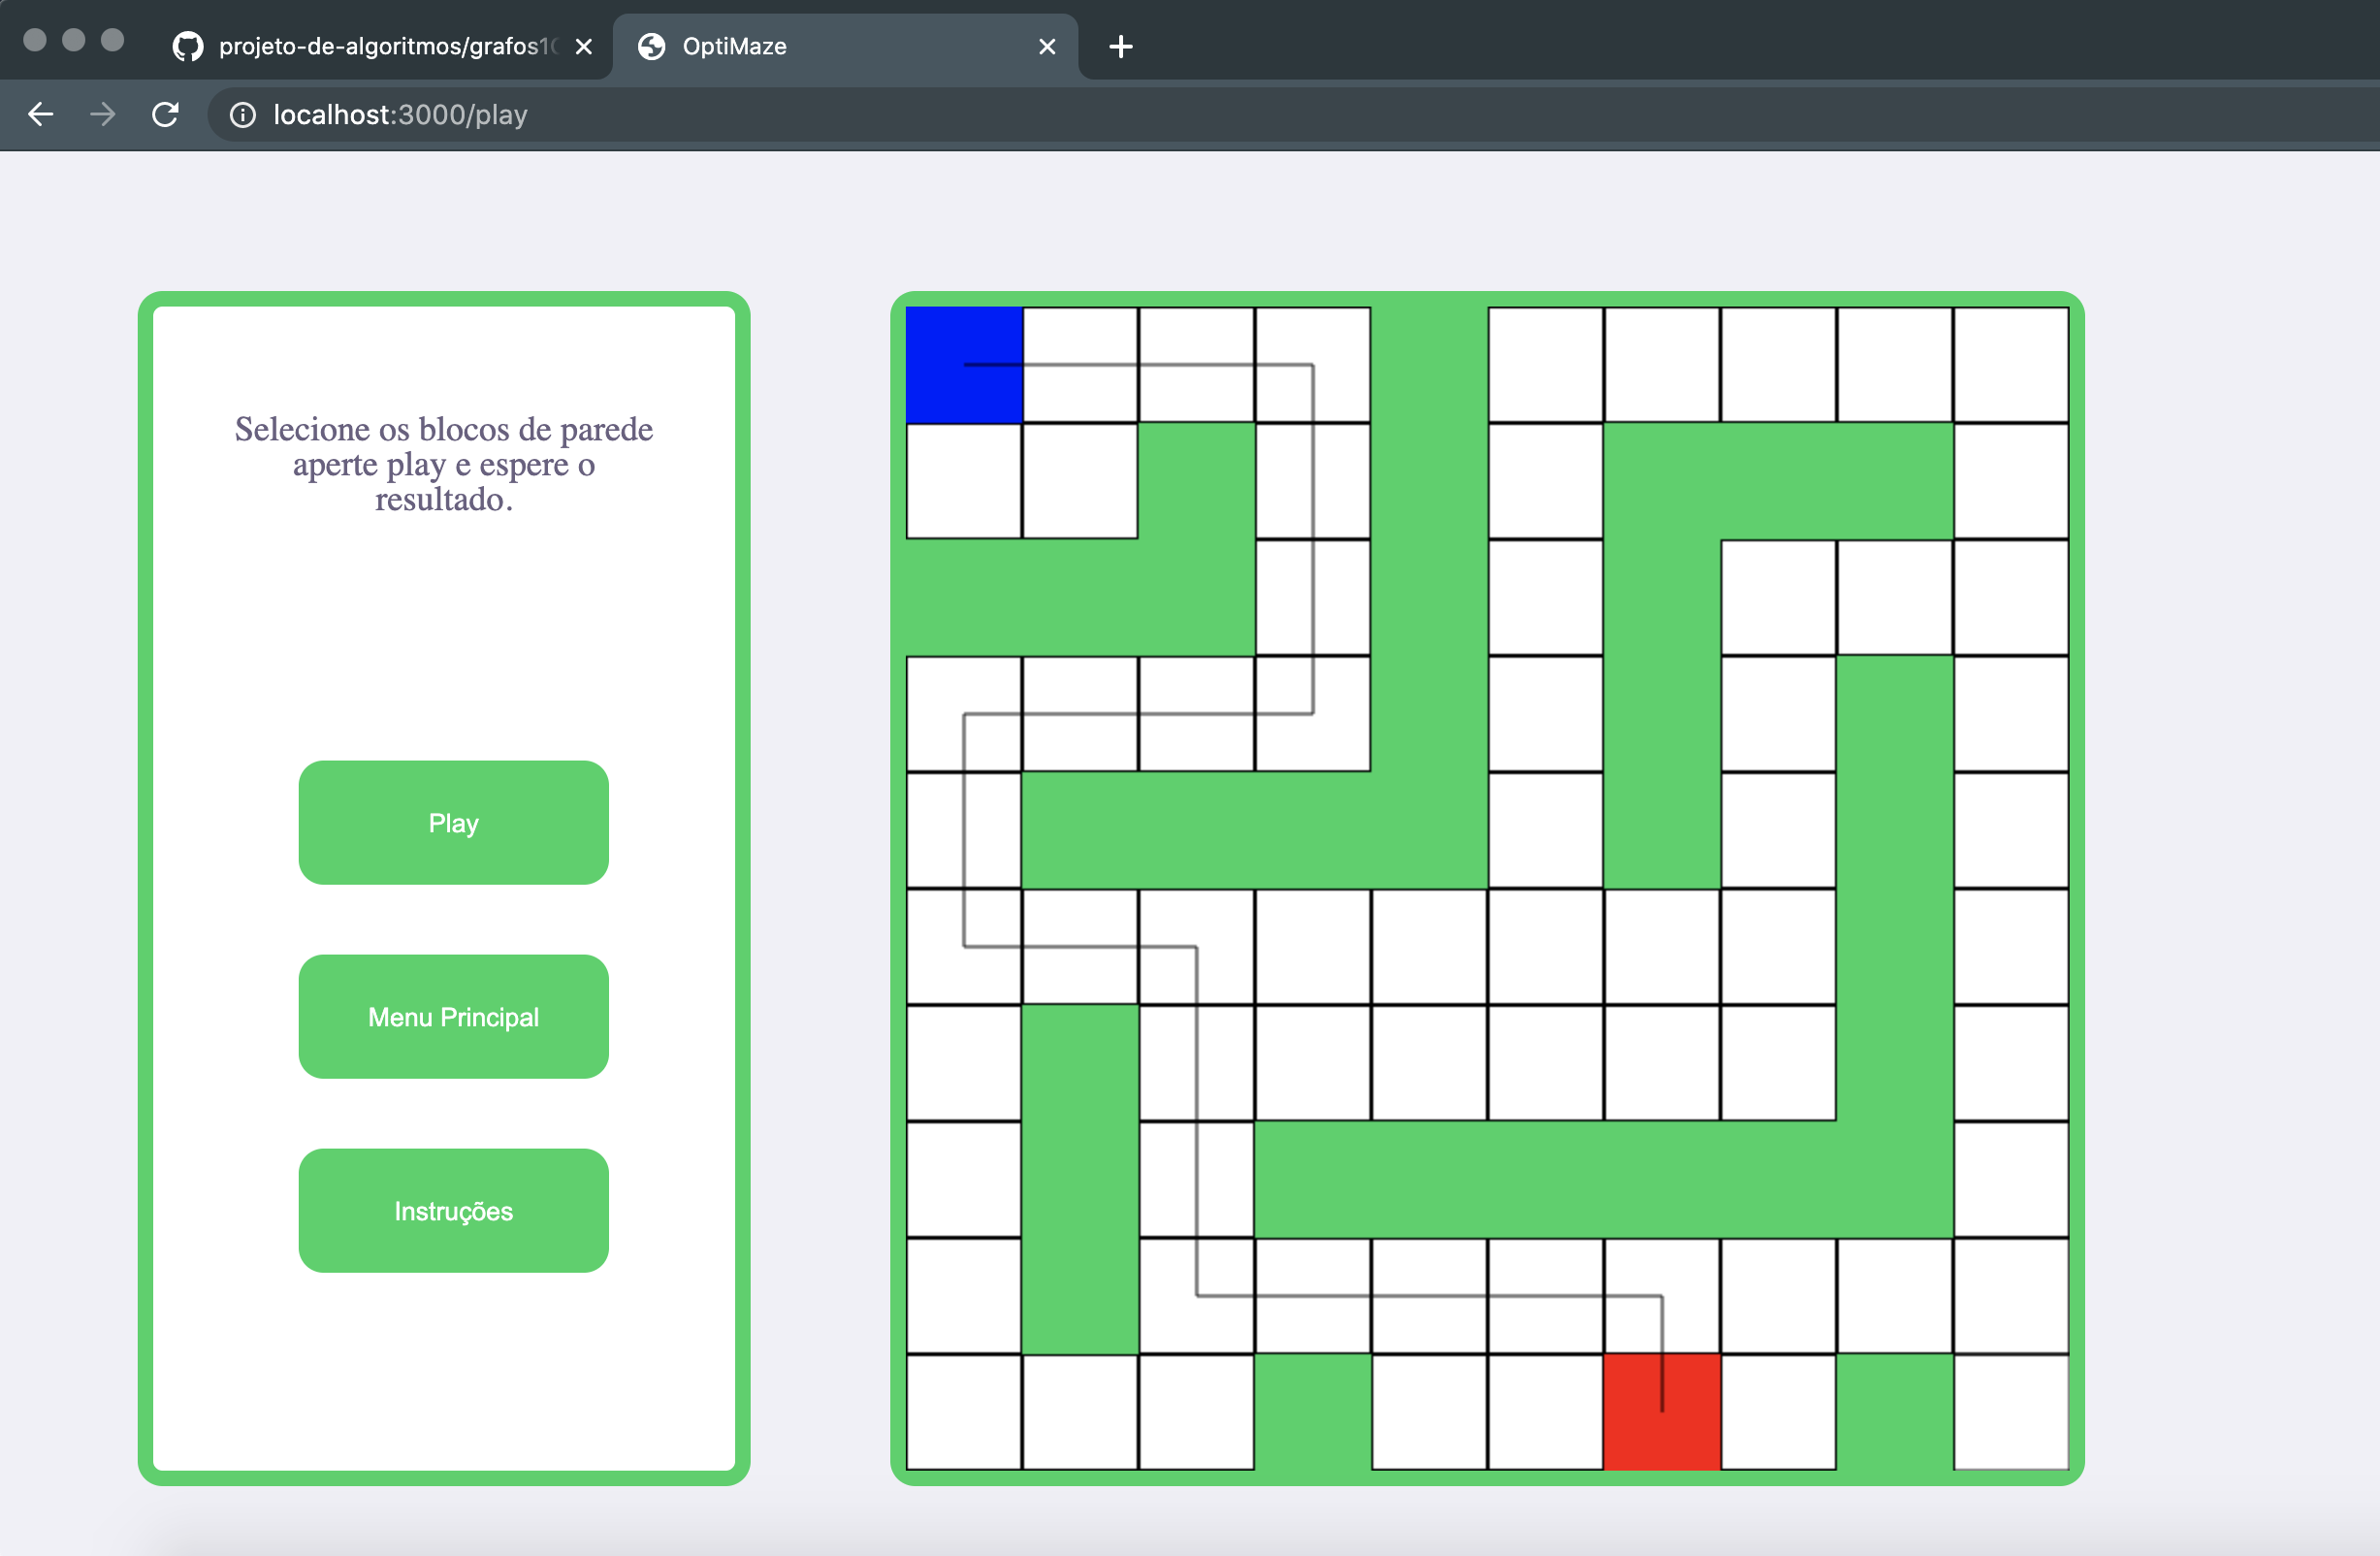 projeto-de-algoritmos/grafos1
OptiMaze
localhost:3000/play
Selecione os blocos de parede
aperte play e espere o
resultado.
Play
Menu Principal
Instruções